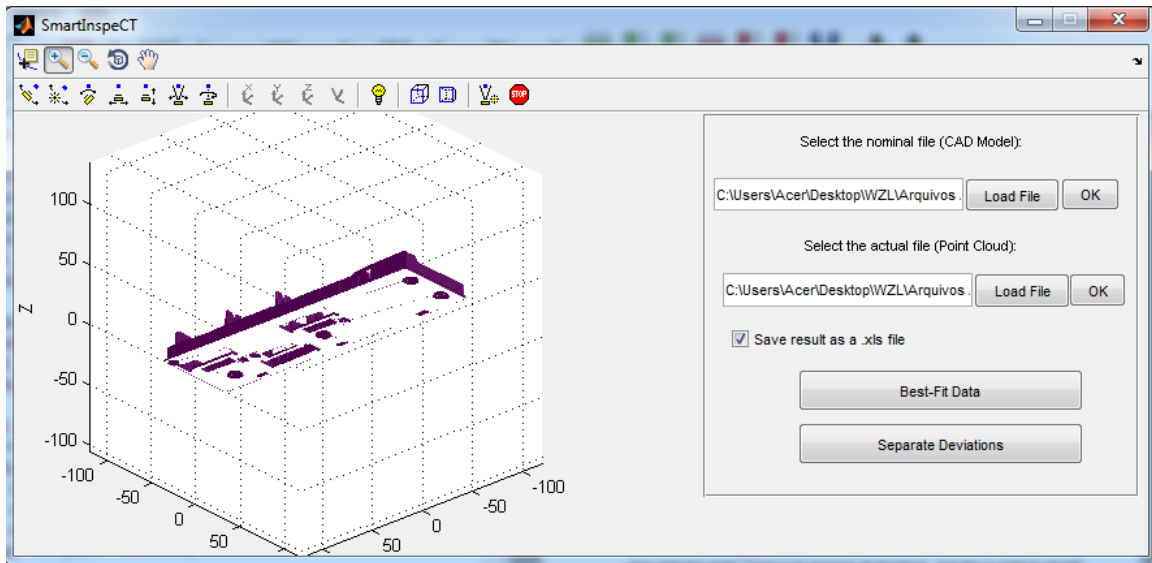 SmartInspeCT
STOP
Select the nominal file (CAD Model):
C:\Users\Acer\Desktop\WZL\Arquivos . Load File OK
Select the actual file (Point Cloud):
C:\Users\Acer\Desktop\WZL\Arquivos . Load File OK
Save result as a .xls file
Best-Fit Data
Separate Deviations
100
50
Z
0
-50
-100
-100
-50
0
50
50
0
-50
-100